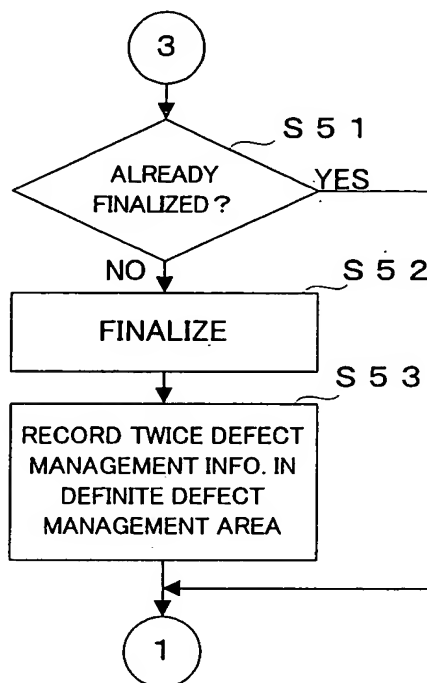 3
S 5 1
ALREADY
FINALIZED ?
YES
NO
S 5 2
FINALIZE
S 5 3
RECORD TWICE DEFECT
MANAGEMENT INFO. IN
DEFINITE DEFECT
MANAGEMENT AREA
1